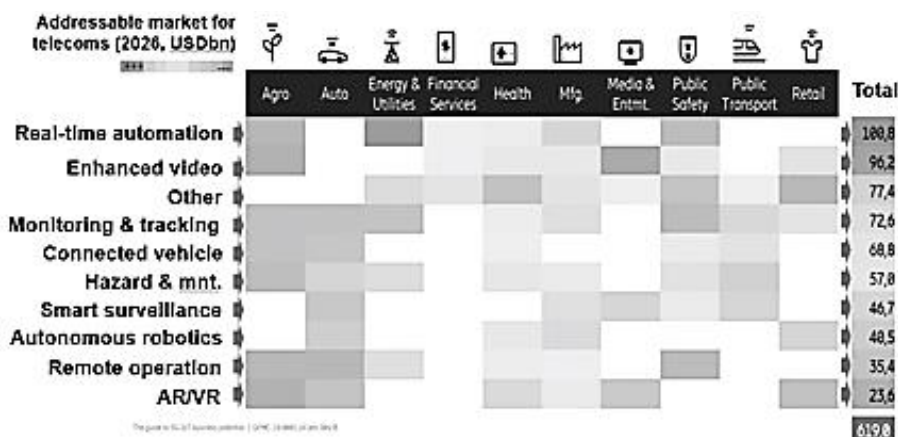 Addressable market for
telecoms (2026, USDbn)
Agro Auto Energy & Utilities Financial Services Health Mfg Media & Entmt. Public Safety Public Transport Retail Total
Real-time automation 100,8
Enhanced video 96,2
Other 77,4
Monitoring & tracking 72,6
Connected vehicle 68,8
Hazard & mnt. 57,8
Smart surveillance 46,7
Autonomous robotics 40,5
Remote operation 35,4
AR/VR 23,6
619,8